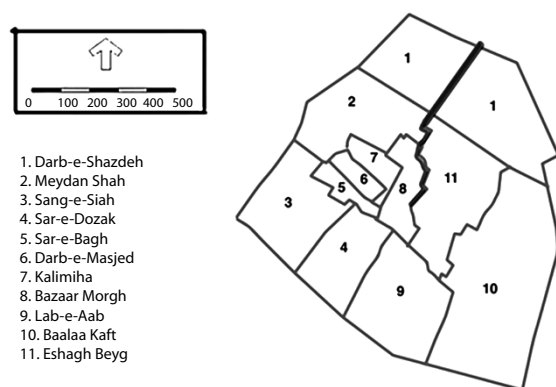 0 100 200 300 400 500
1. Darb-e-Shazdeh
2. Meydan Shah
3. Sang-e-Siah
4. Sar-e-Dozak
5. Sar-e-Bagh
6. Darb-e-Masjed
7. Kalimiha
8. Bazaar Morgh
9. Lab-e-Aab
10. Baalaa Kaft
11. Eshagh Beyg
1
1
2
7
6
5
8
11
3
4
9
10